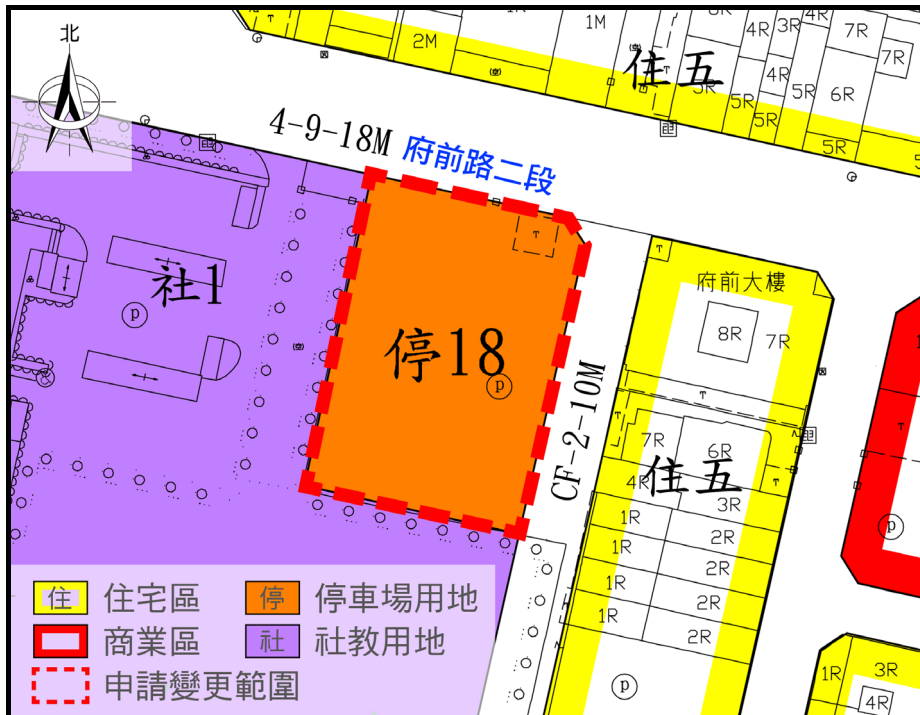 北
2M
1M
4R
3R
4R
7R
7R
住五
5R
5R
4R
5R
5R
6R
5R
4-9-18M
府前路二段
社1
停18
CF-2-10M
府前大樓
8R
7R
7R
6R
住五
4R
3R
1R
2R
1R
2R
1R
2R
1R
2R
2R
1R
3R
4R
P
P
P
P
住 住宅區
停 停車場用地
商業區
社 社教用地
申請變更範圍